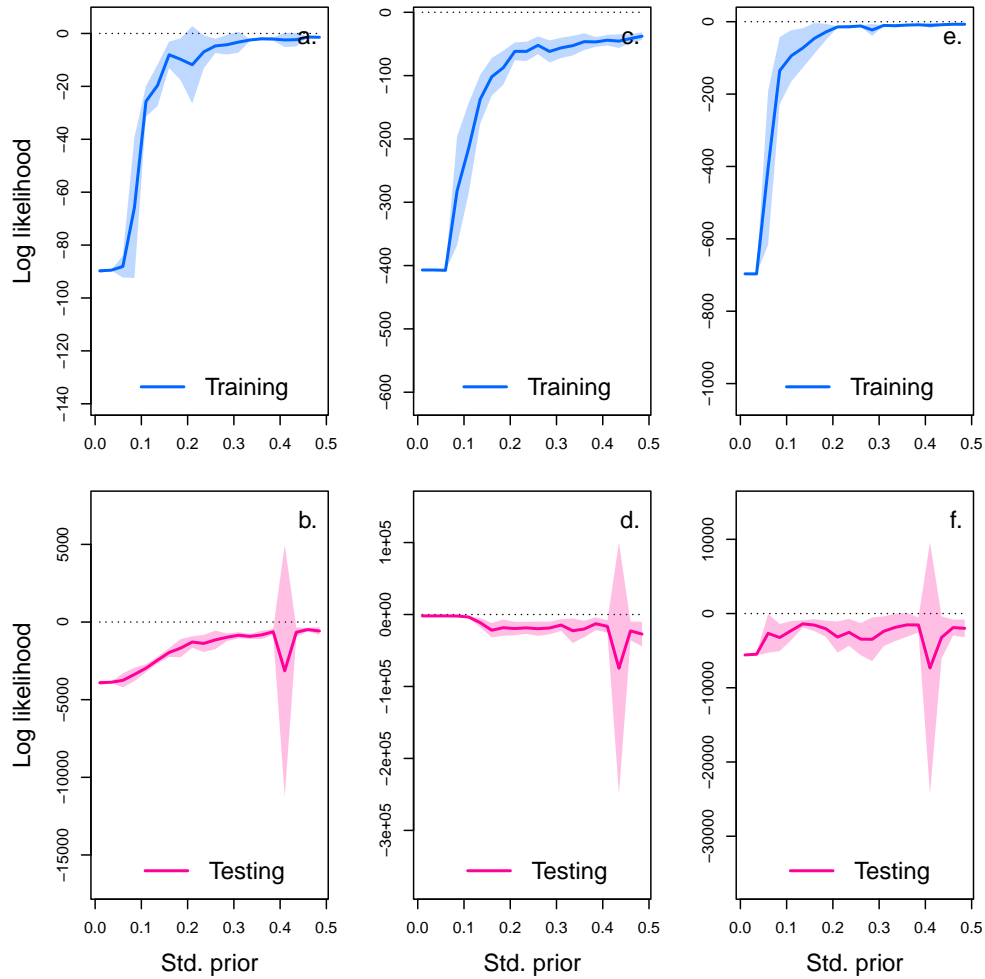 a.
0
-20
-40
-60
-80
-100
-120
-140
Log likelihood
Training
0.0 0.1 0.2 0.3 0.4 0.5
c.
0
-100
-200
-300
-400
-500
-600
Training
0.0 0.1 0.2 0.3 0.4 0.5
e.
0
-200
-400
-600
-800
-1000
Training
0.0 0.1 0.2 0.3 0.4 0.5
b.
5000
0
-5000
-10000
-15000
Log likelihood
Testing
0.0 0.1 0.2 0.3 0.4 0.5
Std. prior
d.
1e+05
0e+00
-1e+05
-2e+05
-3e+05
Testing
0.0 0.1 0.2 0.3 0.4 0.5
Std. prior
f.
10000
0
-10000
-20000
-30000
Testing
0.0 0.1 0.2 0.3 0.4 0.5
Std. prior